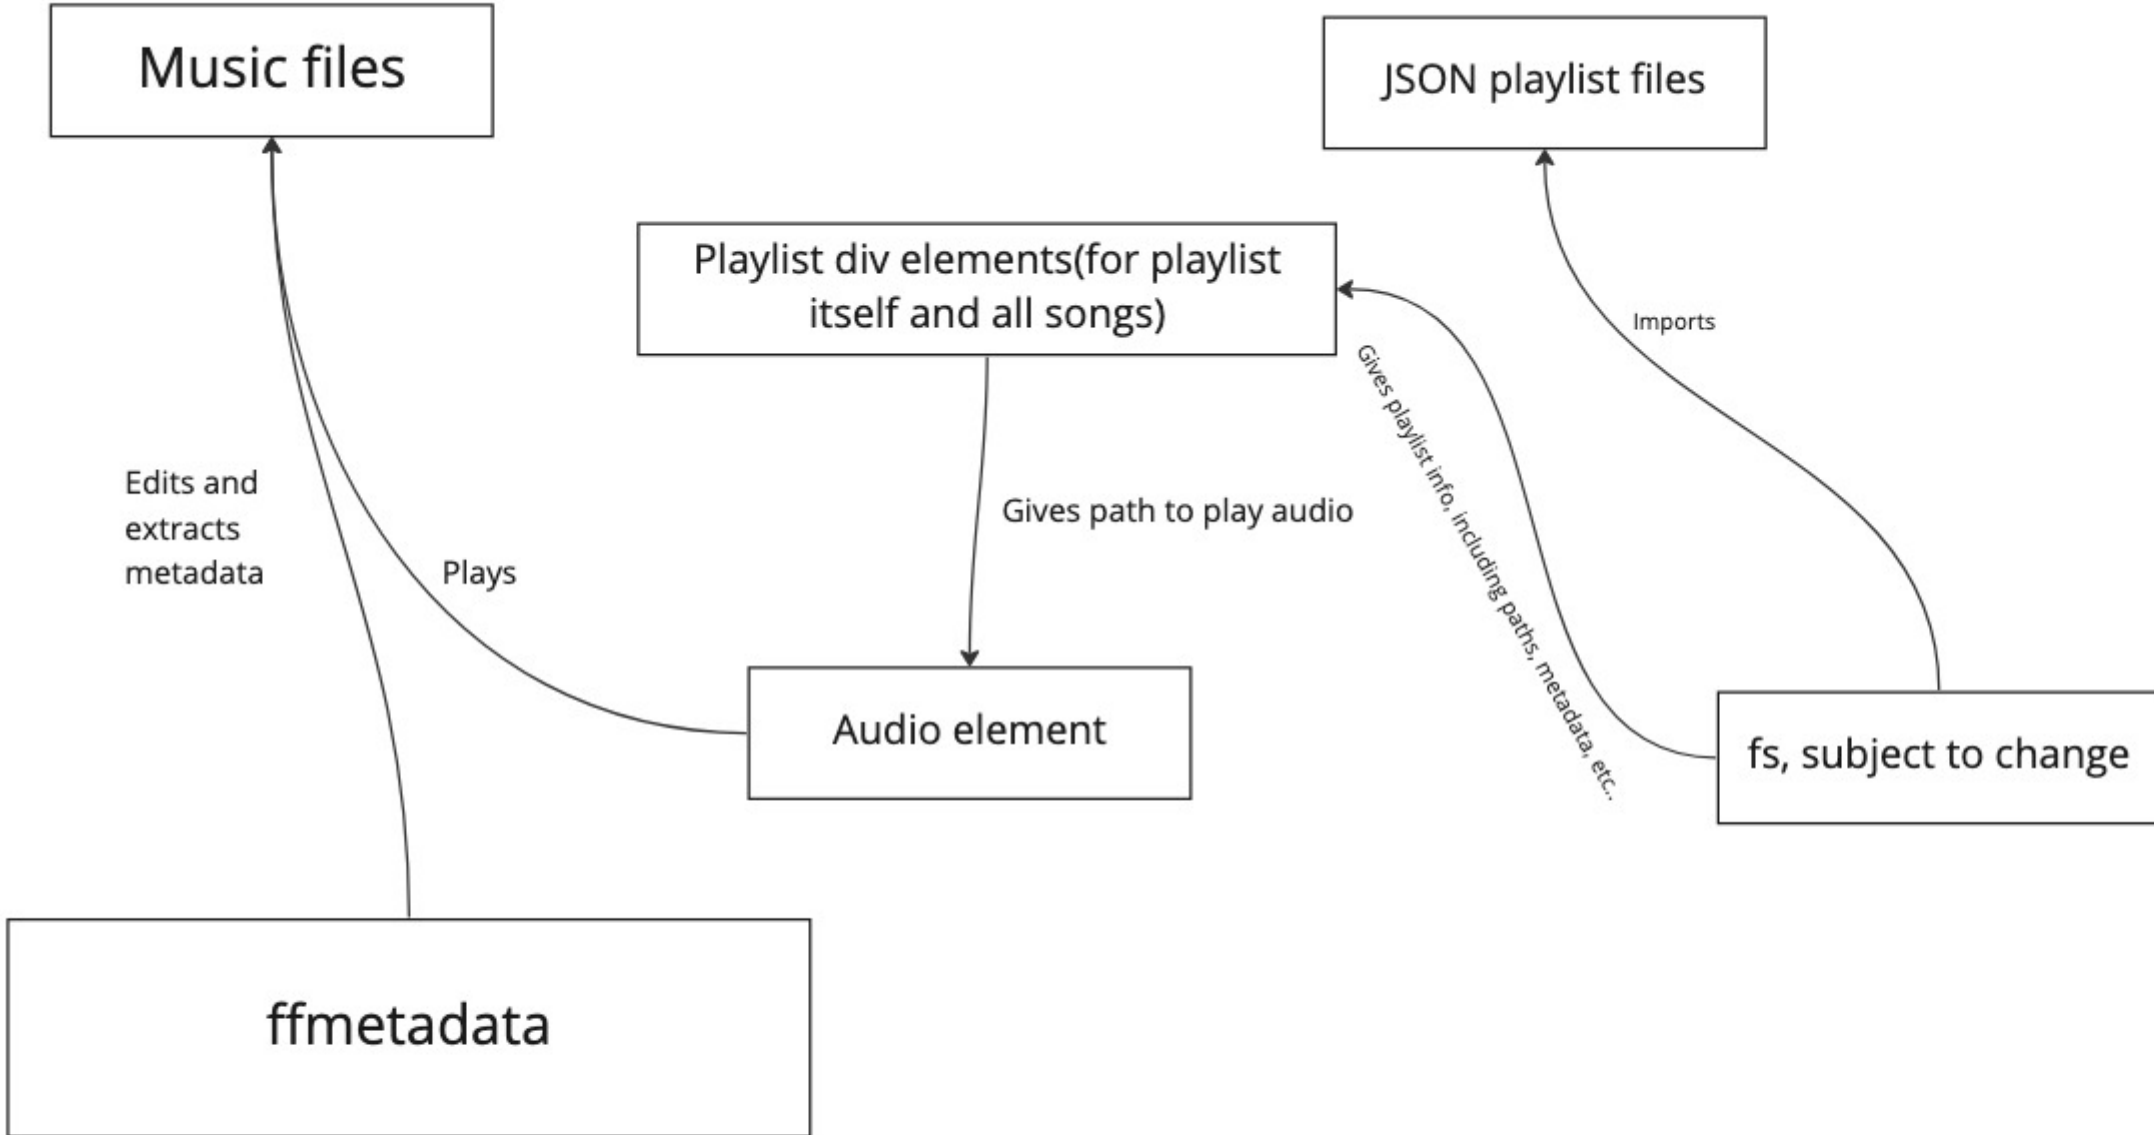 Music files
JSON playlist files
Playlist div elements(for playlist
itself and all songs)
Imports
Gives playlist info, including paths, metadata, etc..
Edits and
extracts
metadata
Gives path to play audio
Plays
Audio element
fs, subject to change
ffmetadata